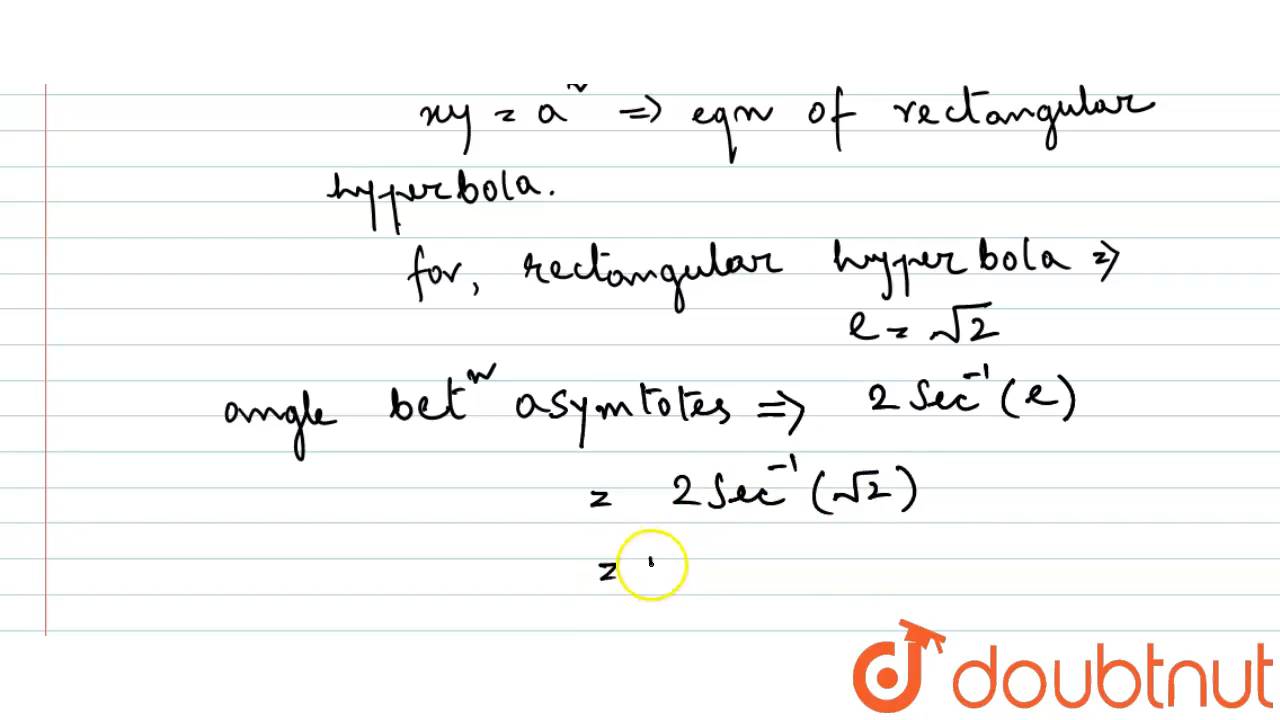 xy = a² => eqn of rectangular
hyperbola.
for, rectangular hyperbola =>
e = √2
angle betⁿ asymtotes => 2 Sec⁻¹ (e)
= 2 Sec⁻¹ (√2)
=
doubtnut